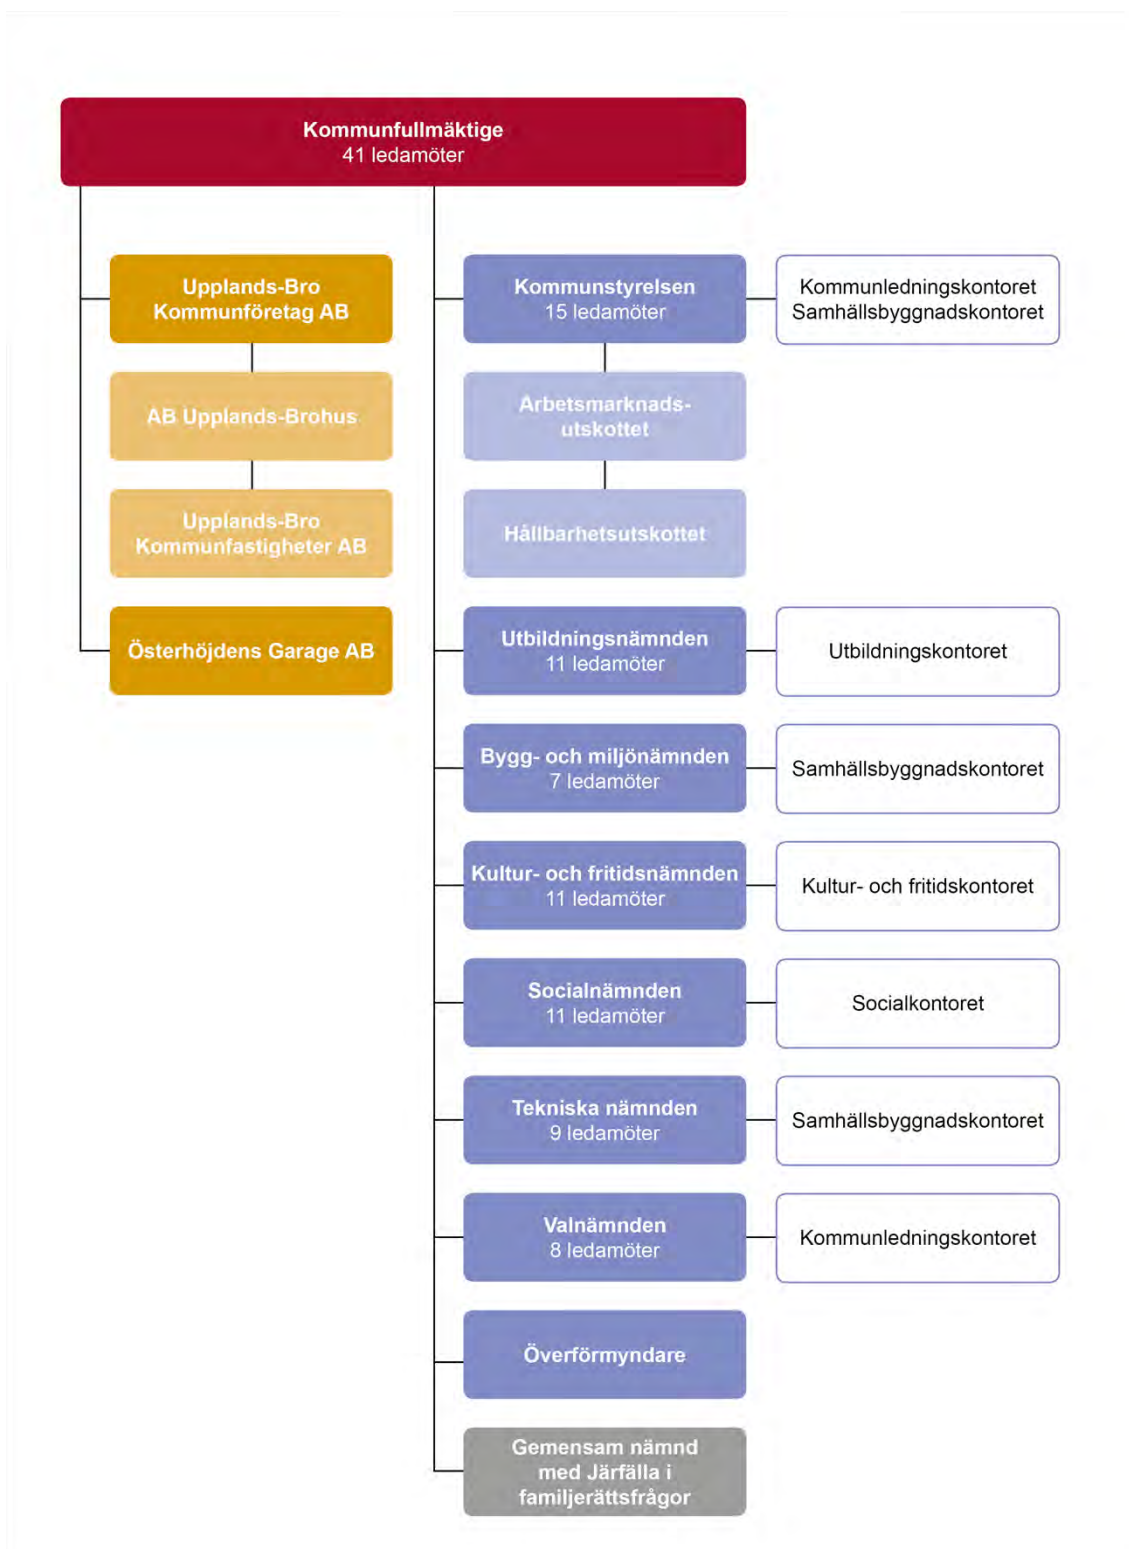 Kommunfullmäktige
41 ledamöter
Upplands-Bro
Kommunföretag AB
AB Upplands-Brohus
Upplands-Bro
Kommunfastigheter AB
Österhöjdens Garage AB
Kommunstyrelsen
15 ledamöter
Kommunledningskontoret
Samhällsbyggnadskontoret
Arbetsmarknads-
utskottet
Hållbarhetsutskottet
Utbildningsnämnden
11 ledamöter
Utbildningskontoret
Bygg- och miljönämnden
7 ledamöter
Samhällsbyggnadskontoret
Kultur- och fritidsnämnden
11 ledamöter
Kultur- och fritidskontoret
Socialnämnden
11 ledamöter
Socialkontoret
Tekniska nämnden
9 ledamöter
Samhällsbyggnadskontoret
Valnämnden
8 ledamöter
Kommunledningskontoret
Överförmyndare
Gemensam nämnd
med Järfälla i
familjerättsfrågor